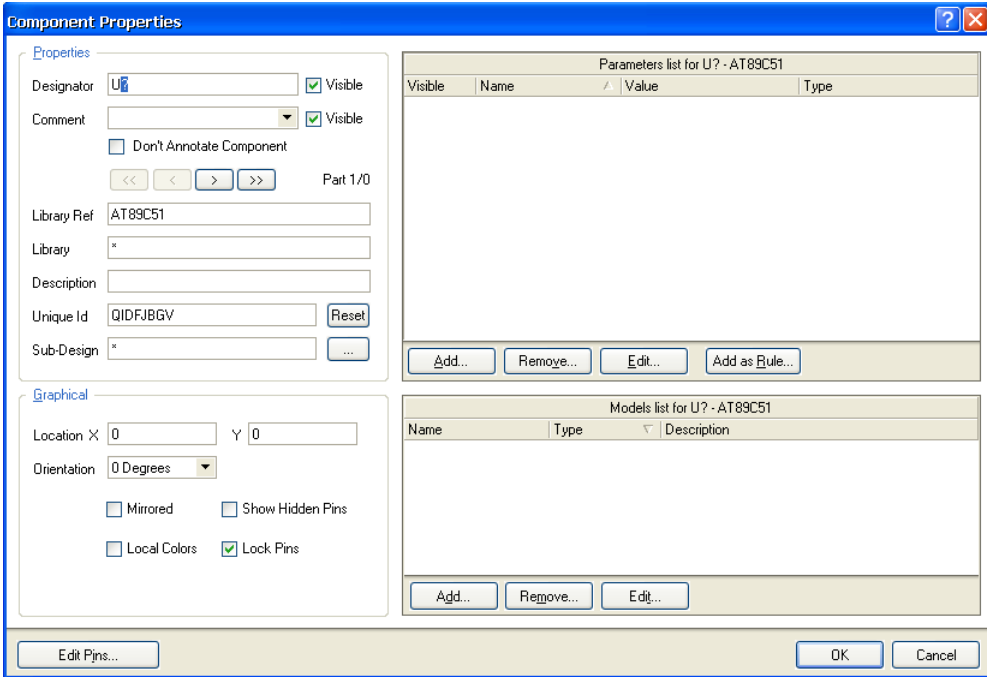 Component Properties
Properties
Designator U? Visible
Comment Visible
Don't Annotate Component
<< < > >> Part 1/0
Library Ref AT89C51
Library *
Description
Unique Id QIDFJBGV Reset
Sub-Design * ...
Graphical
Location X 0 Y 0
Orientation 0 Degrees
Mirrored Show Hidden Pins
Local Colors Lock Pins
Parameters list for U? - AT89C51
Visible Name Value Type
Add... Remove... Edit... Add as Rule...
Models list for U? - AT89C51
Name Type Description
Add... Remove... Edit...
Edit Pins... OK Cancel